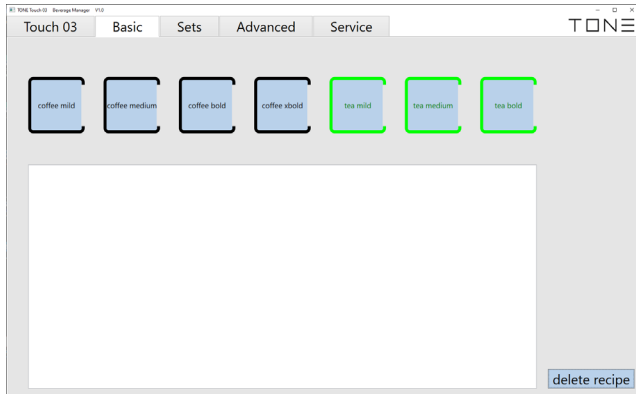 TONE Touch 03 Beverage Manager V1.0
Touch 03 Basic Sets Advanced Service
TONE
coffee mild coffee medium coffee bold coffee xbold tea mild tea medium tea bold
delete recipe